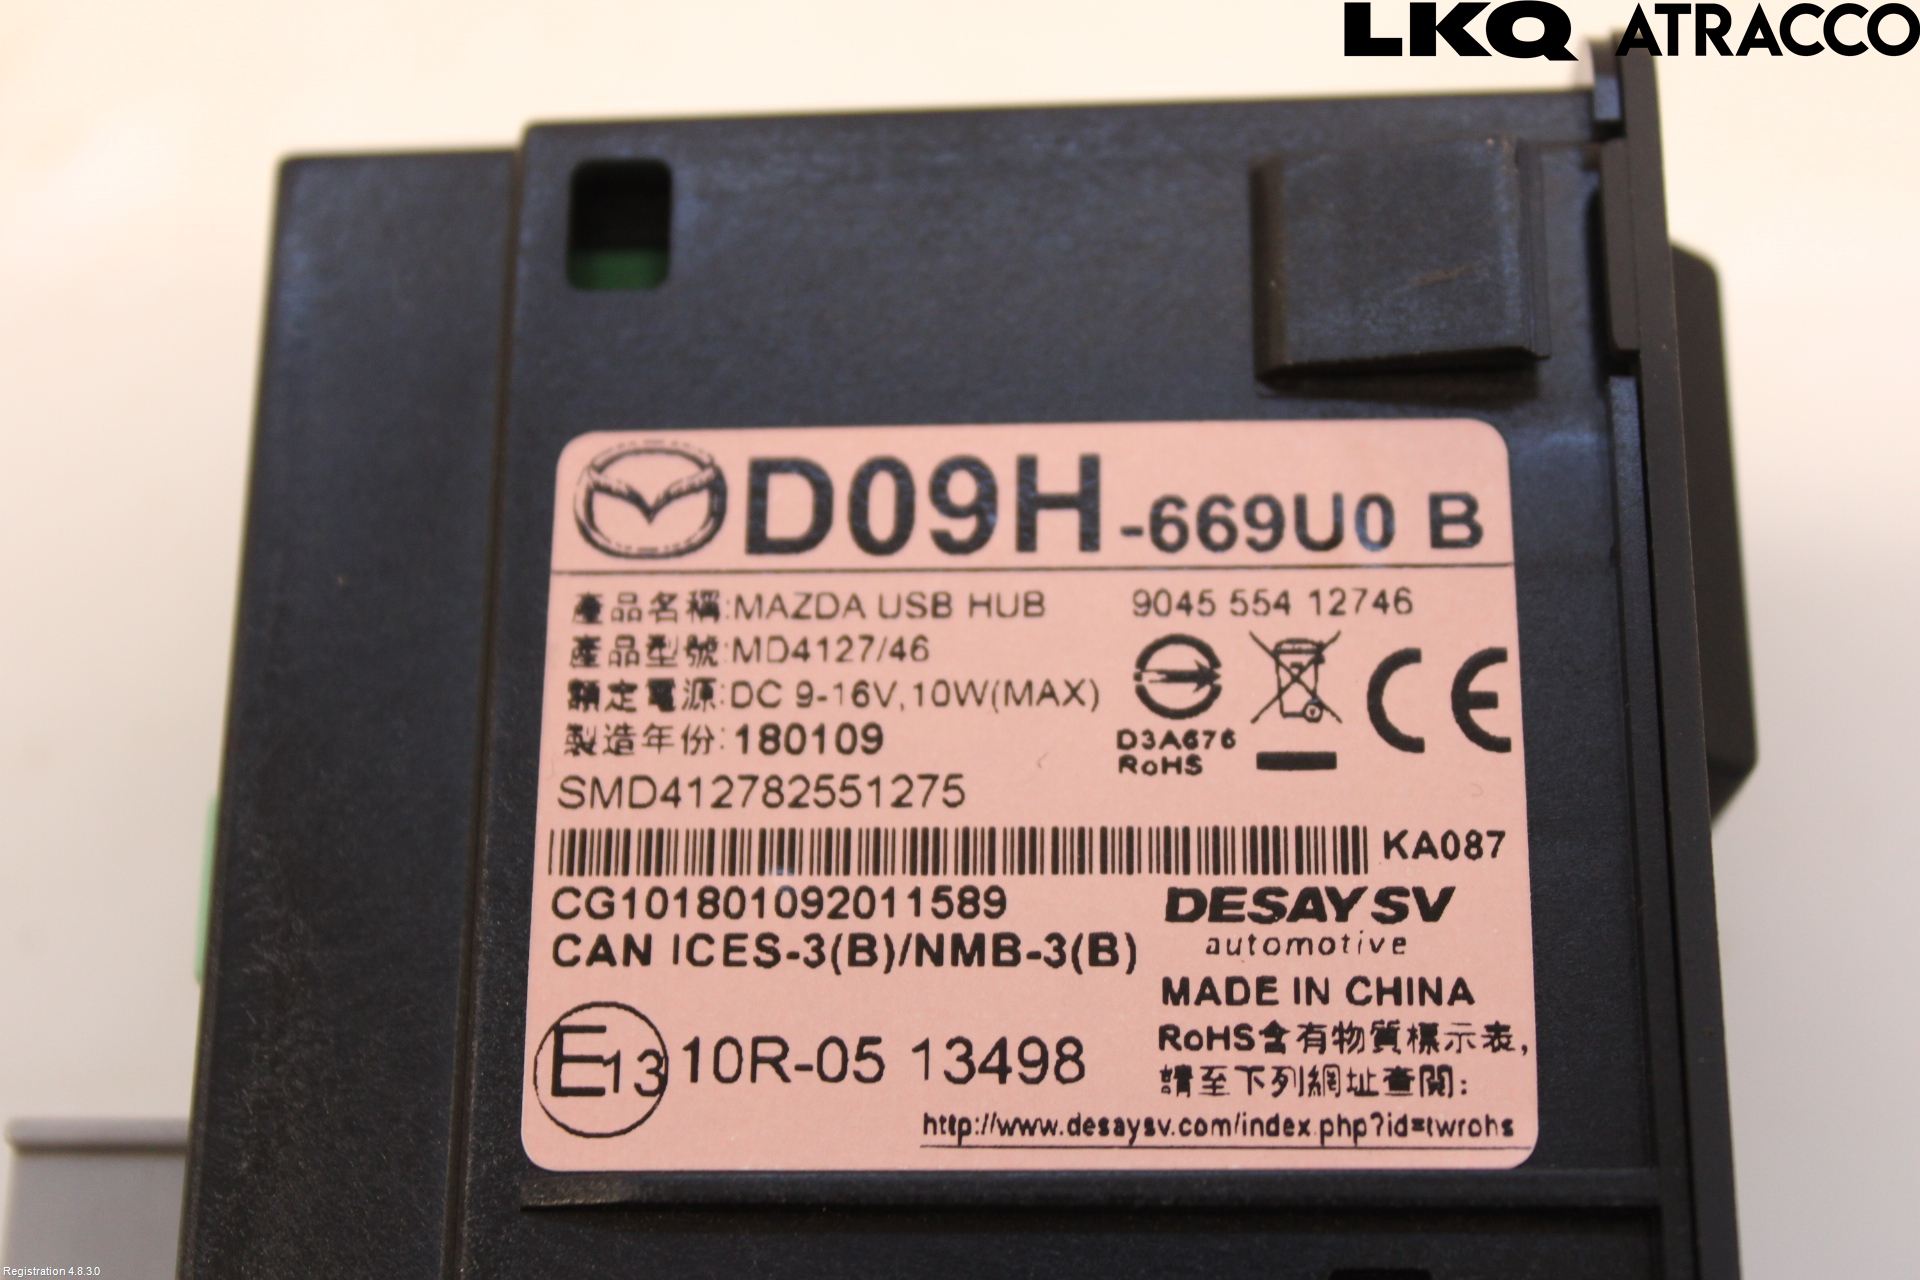 LKQ ATRACCO
D09H-669U0 B
產品名稱:MAZDA USB HUB 9045 554 12746
產品型號:MD4127/46
額定電源:DC 9-16V,10W(MAX)
製造年份:180109
D3A676
RoHS
CE
SMD412782551275
KA087
CG101801092011589
DESAY SV
automotive
CAN ICES-3(B)/NMB-3(B)
MADE IN CHINA
E13 10R-05 13498
RoHS含有物質標示表,
請至下列網址查閱:
http://www.desaysv.com/index.php?id=twrohs
Registration 4.8.3.0